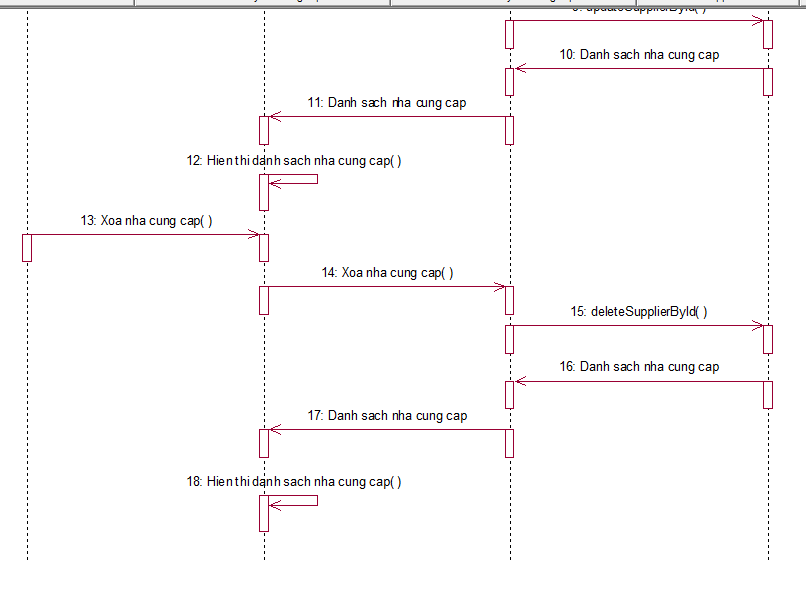 9: updateSupplierById( )
10: Danh sach nha cung cap
11: Danh sach nha cung cap
12: Hien thi danh sach nha cung cap( )
13: Xoa nha cung cap( )
14: Xoa nha cung cap( )
15: deleteSupplierById( )
16: Danh sach nha cung cap
17: Danh sach nha cung cap
18: Hien thi danh sach nha cung cap( )